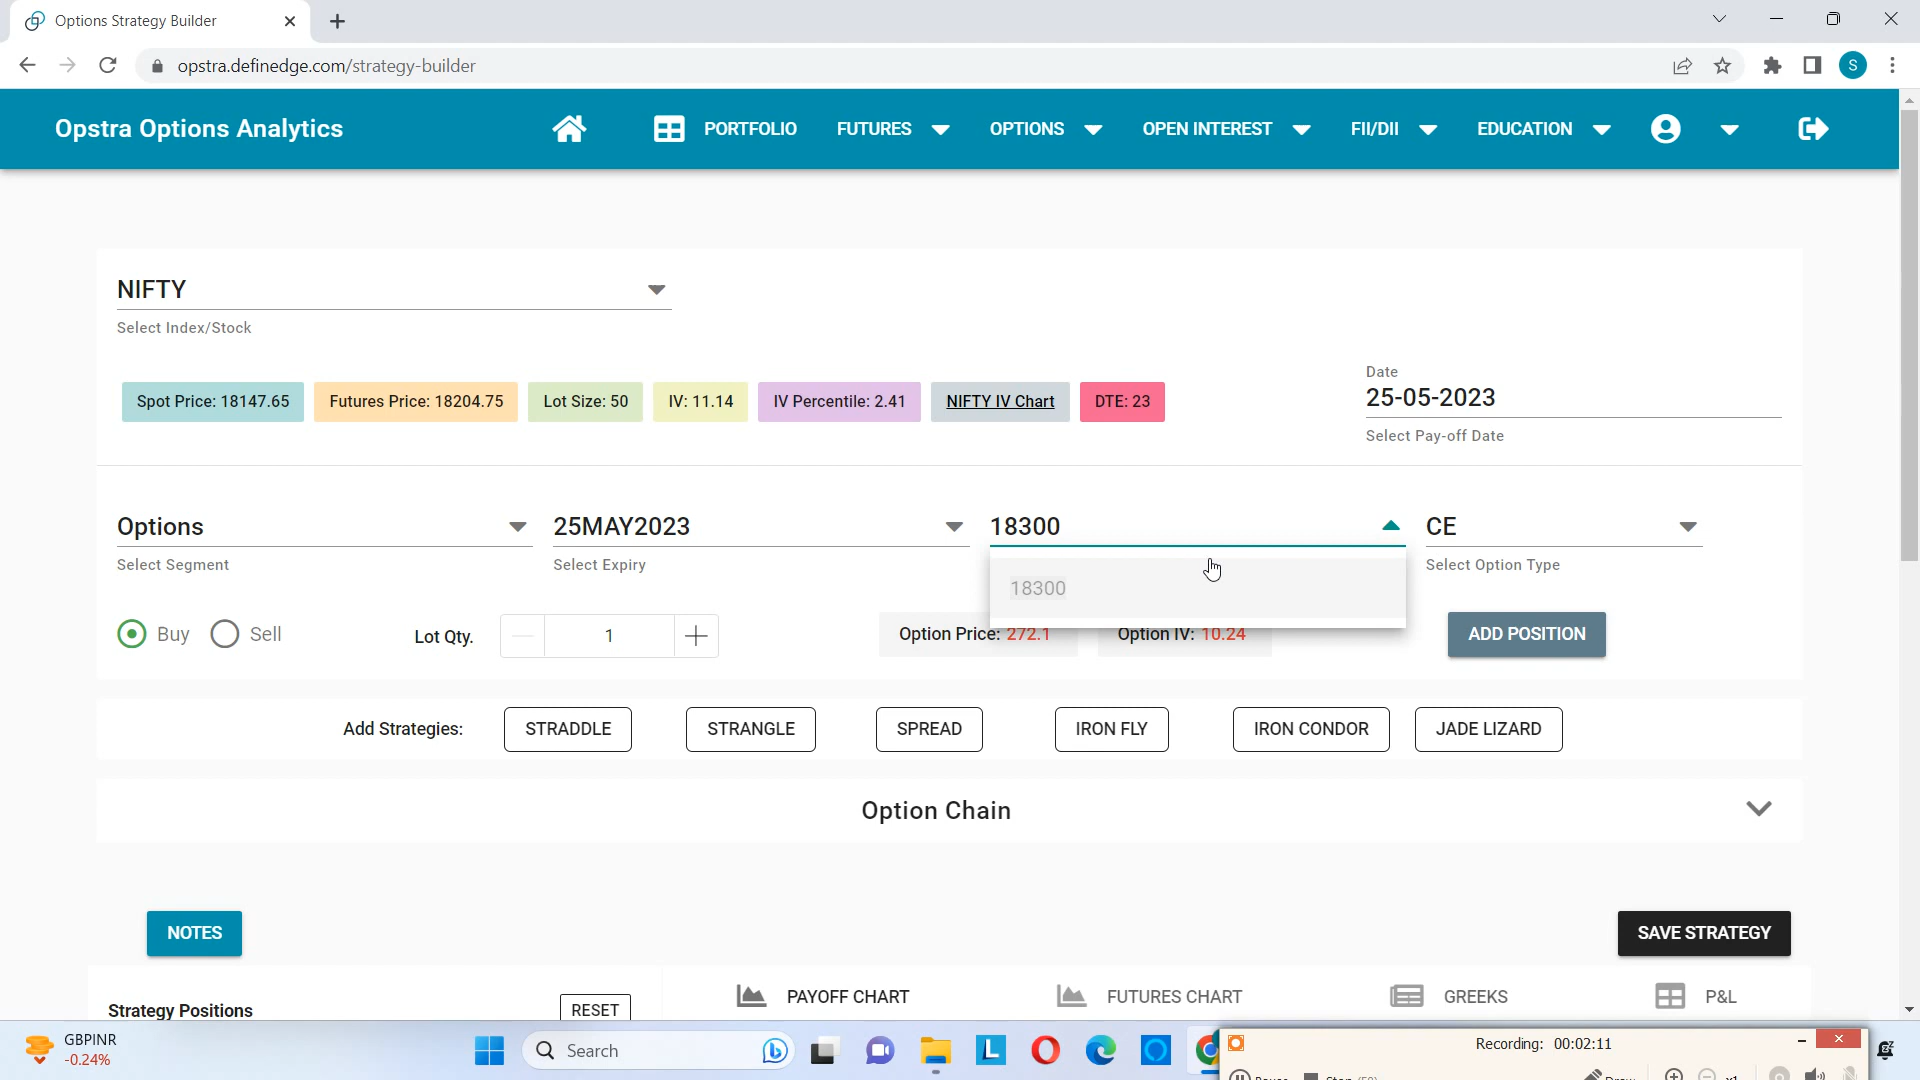 Options Strategy Builder
opstra.definedge.com/strategy-builder
S
Opstra Options Analytics
PORTFOLIO
FUTURES
OPTIONS
OPEN INTEREST
FII/DII
EDUCATION
NIFTY
Select Index/Stock
Spot Price: 18147.65
Futures Price: 18204.75
Lot Size: 50
IV: 11.14
IV Percentile: 2.41
NIFTY IV Chart
DTE: 23
Date
25-05-2023
Select Pay-off Date
Options
Select Segment
25MAY2023
Select Expiry
18300
18300
CE
Select Option Type
Buy
Sell
Lot Qty.
1
Option Price: 272.1
Option IV: 10.24
ADD POSITION
Add Strategies:
STRADDLE
STRANGLE
SPREAD
IRON FLY
IRON CONDOR
JADE LIZARD
Option Chain
NOTES
SAVE STRATEGY
Strategy Positions
RESET
PAYOFF CHART
FUTURES CHART
GREEKS
P&L
GBPINR
-0.24%
Search
L
Recording: 00:02:11